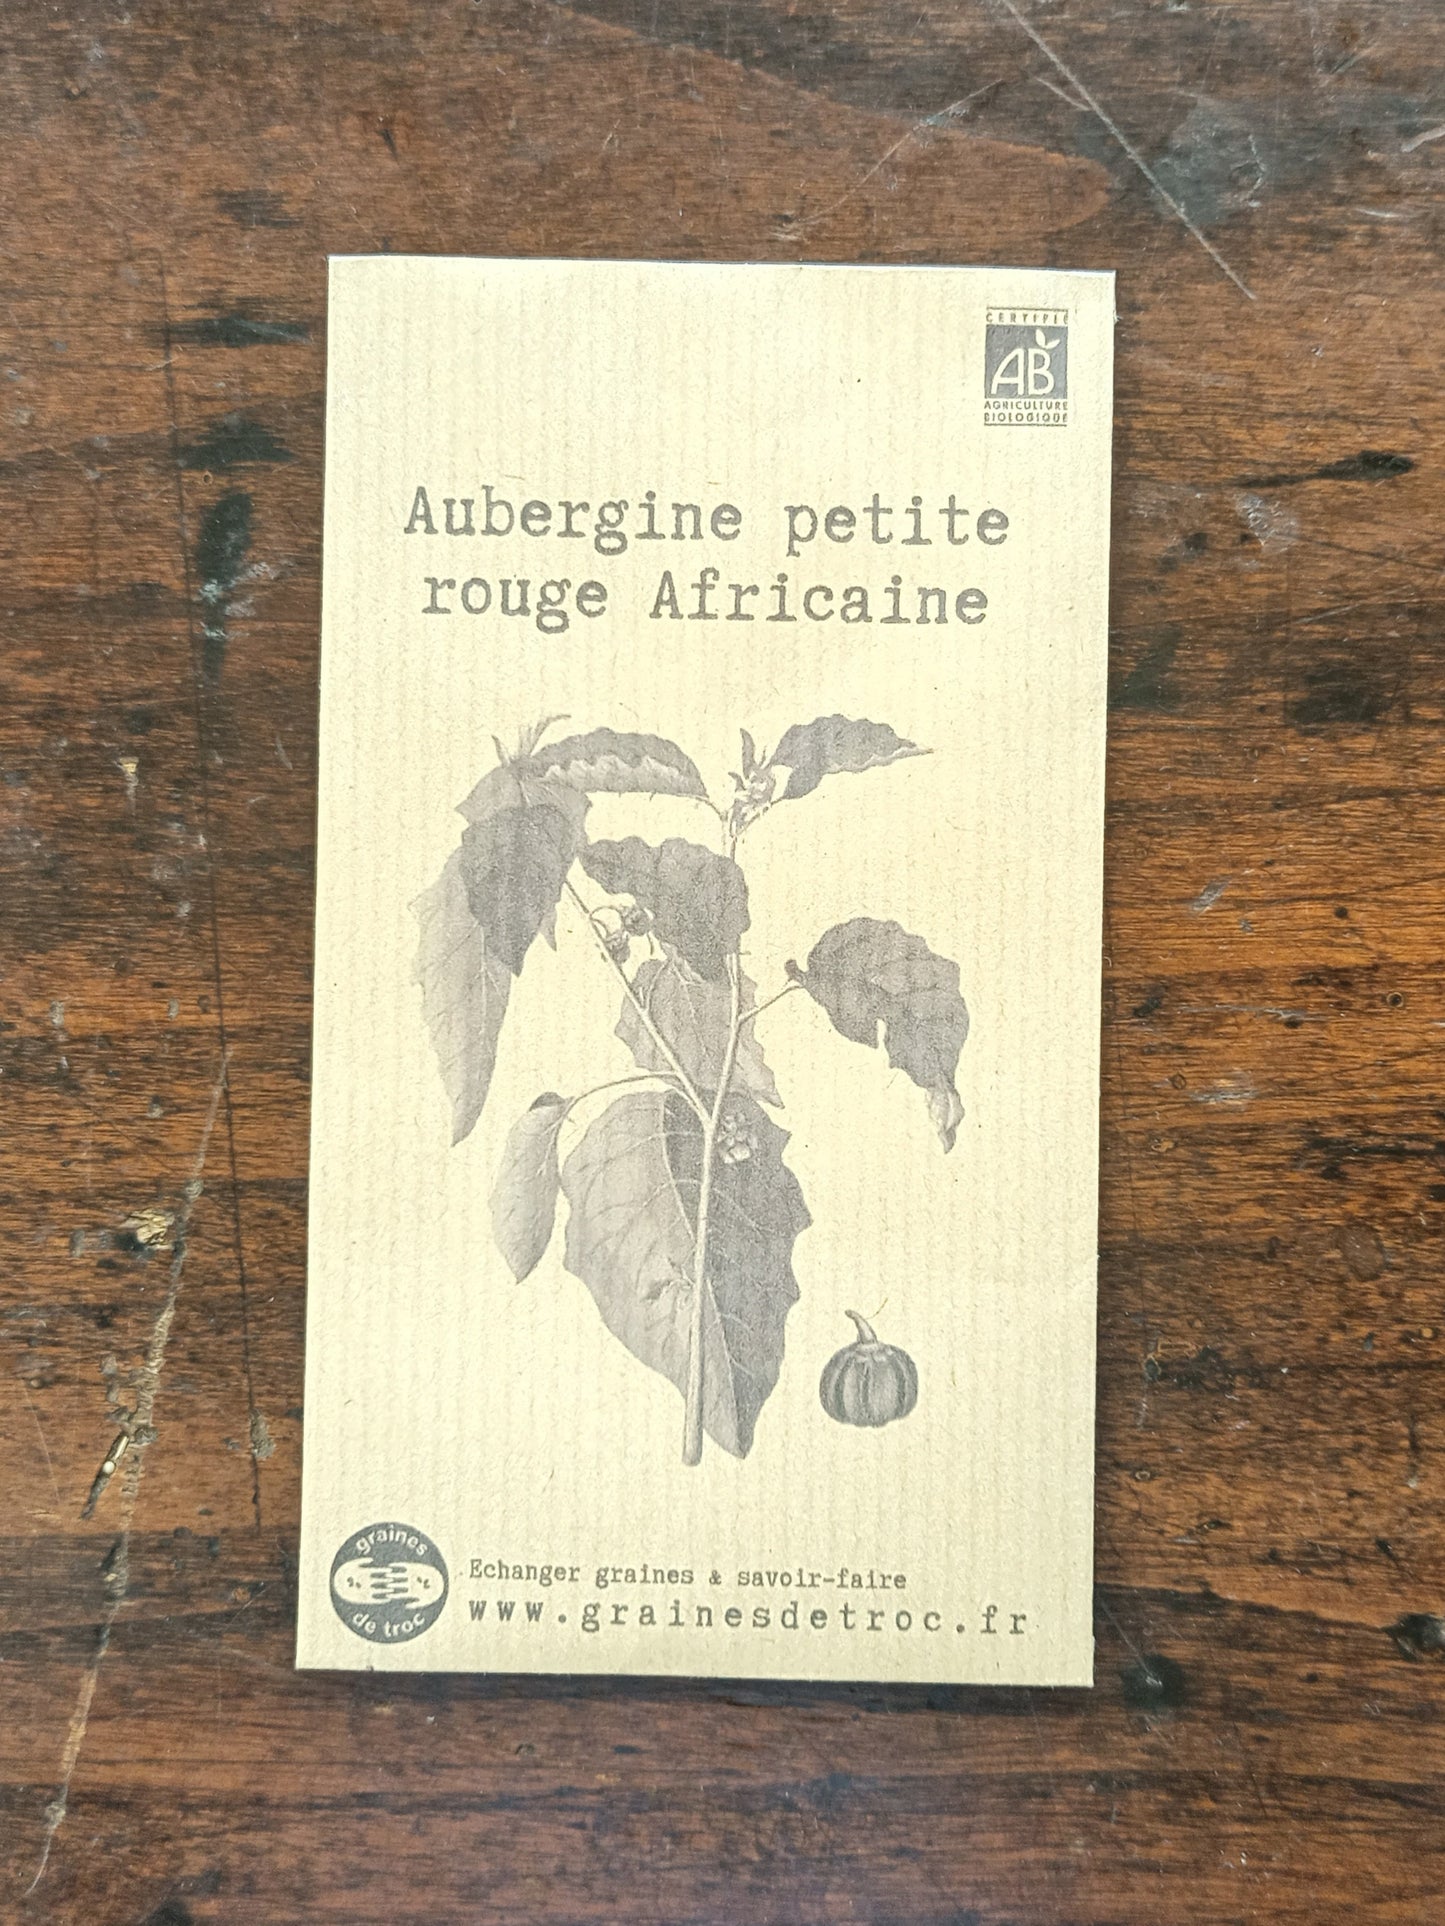 CERTIFIÉ
AB
AGRICULTURE
BIOLOGIQUE
Aubergine petite
rouge Africaine
graines
de troc
Echanger graines & savoir-faire
www.grainesdetroc.fr